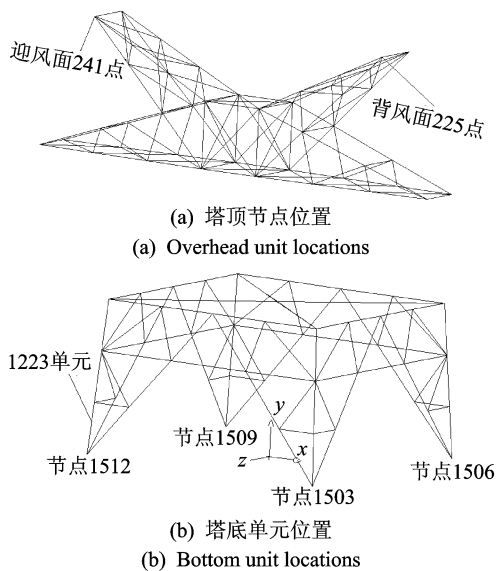 迎风面241点
背风面225点
(a) 塔顶节点位置
(a) Overhead unit locations
1223单元
节点1509
y
z
x
节点1512
节点1506
节点1503
(b) 塔底单元位置
(b) Bottom unit locations